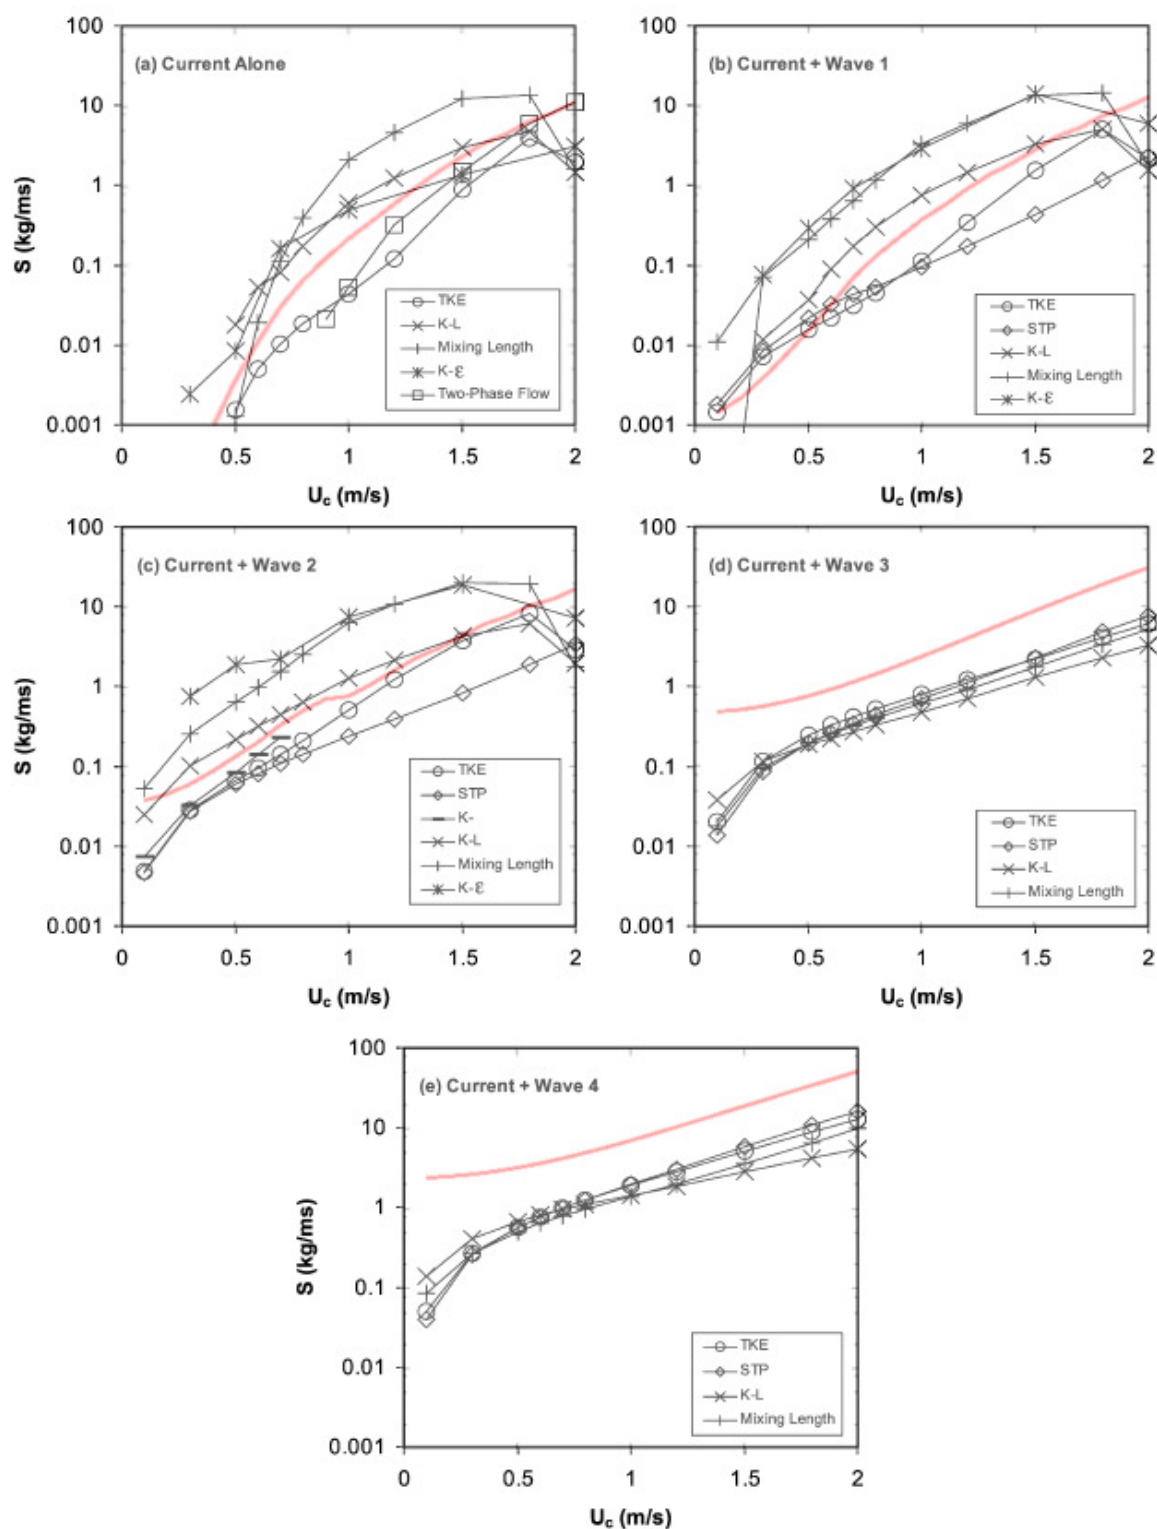 (a) Current Alone
S (kg/ms)
100
10
1
0.1
0.01
0.001
0
0.5
1
1.5
2
U_c (m/s)
TKE
K-L
Mixing Length
K-ε
Two-Phase Flow
(b) Current + Wave 1
100
10
1
0.1
0.01
0.001
0
0.5
1
1.5
2
U_c (m/s)
TKE
STP
K-L
Mixing Length
K-ε
(c) Current + Wave 2
S (kg/ms)
100
10
1
0.1
0.01
0.001
0
0.5
1
1.5
2
U_c (m/s)
TKE
STP
K-
K-L
Mixing Length
K-ε
(d) Current + Wave 3
100
10
1
0.1
0.01
0.001
0
0.5
1
1.5
2
U_c (m/s)
TKE
STP
K-L
Mixing Length
(e) Current + Wave 4
S (kg/ms)
100
10
1
0.1
0.01
0.001
0
0.5
1
1.5
2
U_c (m/s)
TKE
STP
K-L
Mixing Length